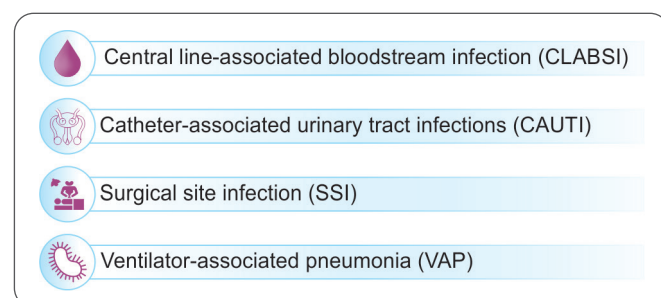 Central line-associated bloodstream infection (CLABSI)
Catheter-associated urinary tract infections (CAUTI)
Surgical site infection (SSI)
Ventilator-associated pneumonia (VAP)